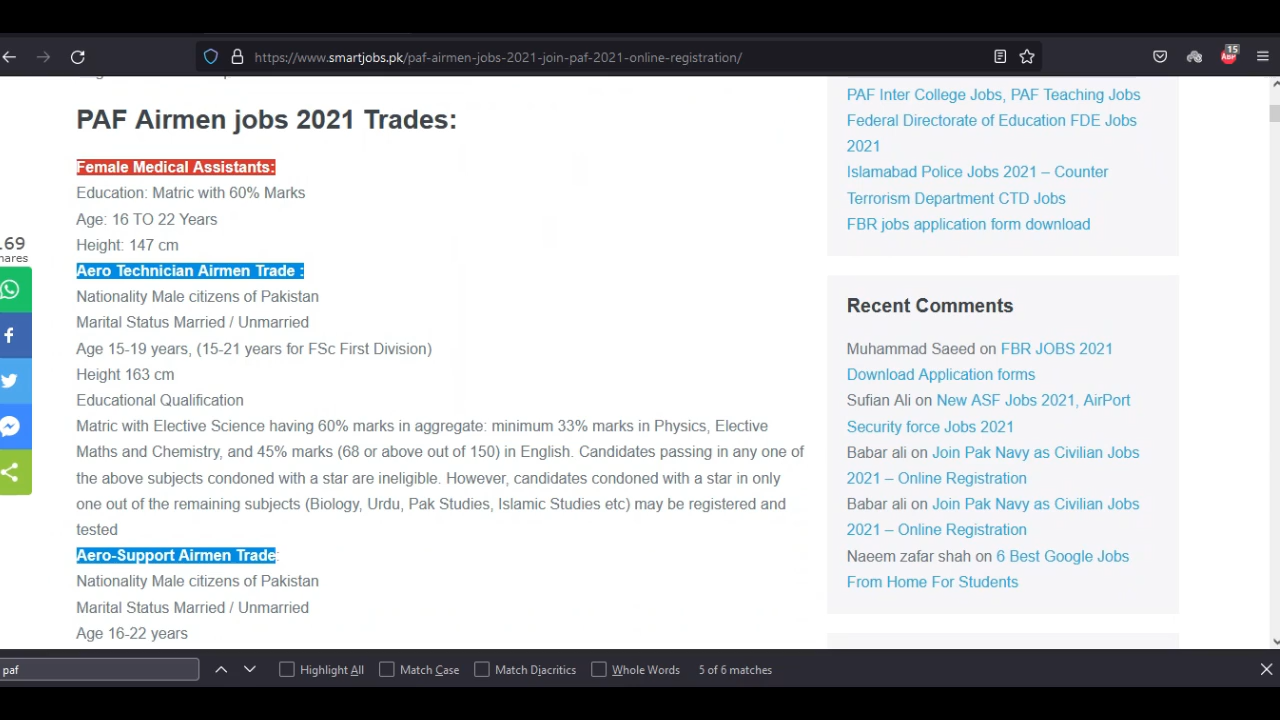 https://www.smartjobs.pk/paf-airmen-jobs-2021-join-paf-2021-online-registration/
15
ABP
PAF Airmen jobs 2021 Trades:
Female Medical Assistants:
Education: Matric with 60% Marks
Age: 16 TO 22 Years
Height: 147 cm
Aero Technician Airmen Trade :
Nationality Male citizens of Pakistan
Marital Status Married / Unmarried
Age 15-19 years, (15-21 years for FSc First Division)
Height 163 cm
Educational Qualification
Matric with Elective Science having 60% marks in aggregate: minimum 33% marks in Physics, Elective
Maths and Chemistry, and 45% marks (68 or above out of 150) in English. Candidates passing in any one of
the above subjects condoned with a star are ineligible. However, candidates condoned with a star in only
one out of the remaining subjects (Biology, Urdu, Pak Studies, Islamic Studies etc) may be registered and
tested
Aero-Support Airmen Trade:
Nationality Male citizens of Pakistan
Marital Status Married / Unmarried
Age 16-22 years
.69
hares
PAF Inter College Jobs, PAF Teaching Jobs
Federal Directorate of Education FDE Jobs
2021
Islamabad Police Jobs 2021 – Counter
Terrorism Department CTD Jobs
FBR jobs application form download
Recent Comments
Muhammad Saeed on FBR JOBS 2021
Download Application forms
Sufian Ali on New ASF Jobs 2021, AirPort
Security force Jobs 2021
Babar ali on Join Pak Navy as Civilian Jobs
2021 – Online Registration
Babar ali on Join Pak Navy as Civilian Jobs
2021 – Online Registration
Naeem zafar shah on 6 Best Google Jobs
From Home For Students
paf
Highlight All
Match Case
Match Diacritics
Whole Words
5 of 6 matches